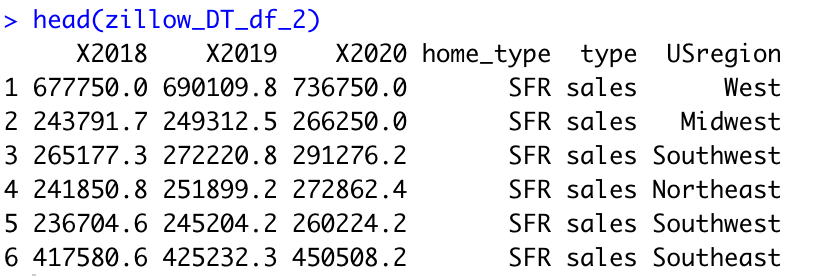 > head(zillow_DT_df_2)
X2018 X2019 X2020 home_type type USregion
1 677750.0 690109.8 736750.0 SFR sales West
2 243791.7 249312.5 266250.0 SFR sales Midwest
3 265177.3 272220.8 291276.2 SFR sales Southwest
4 241850.8 251899.2 272862.4 SFR sales Northeast
5 236704.6 245204.2 260224.2 SFR sales Southwest
6 417580.6 425232.3 450508.2 SFR sales Southeast